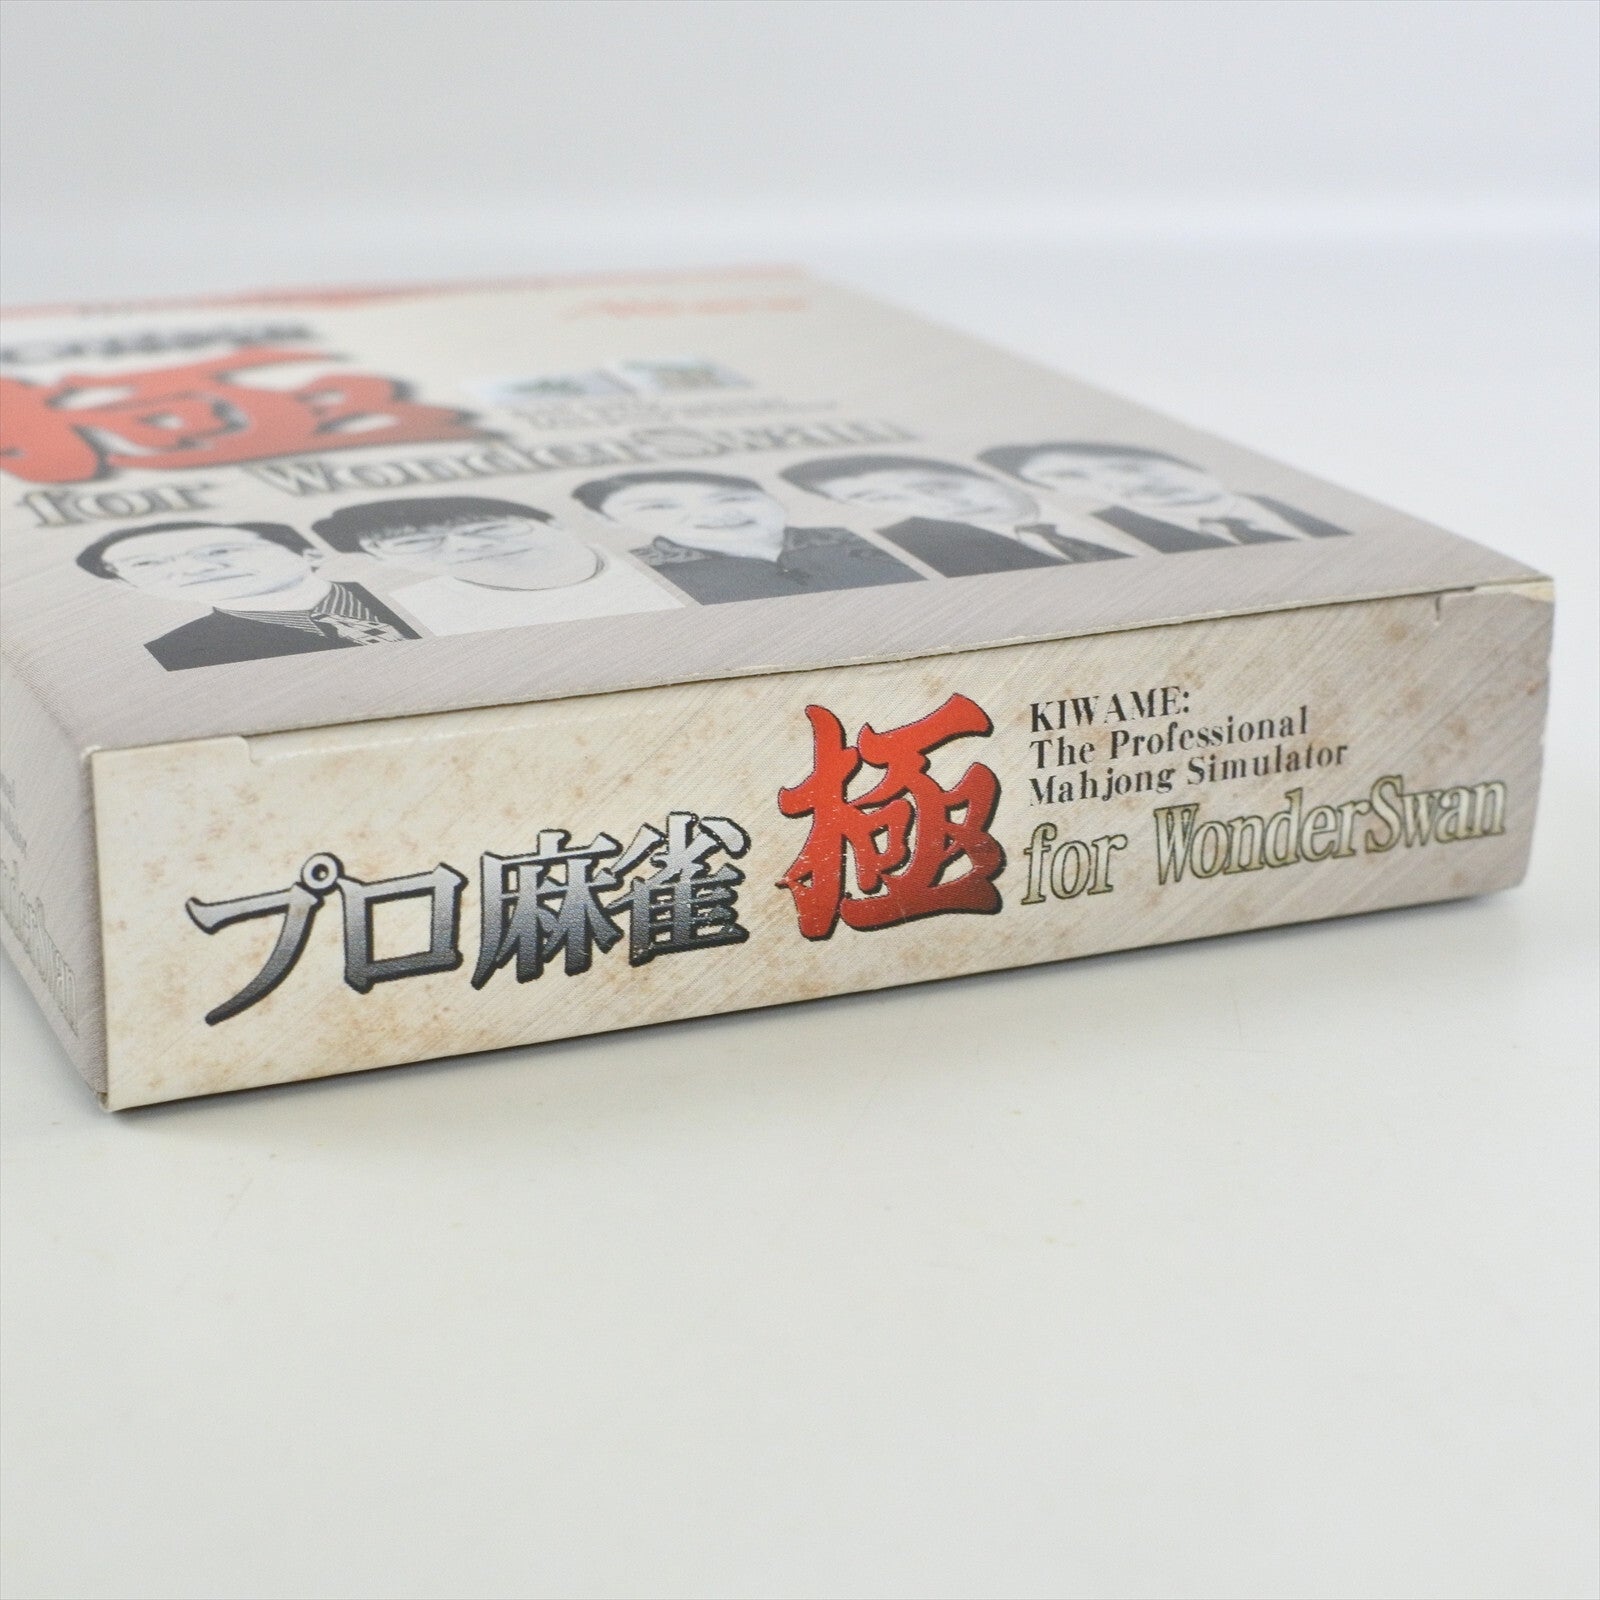 極
for WonderSwan
プロ麻雀 極
KIWAME:
The Professional
Mahjong Simulator
for WonderSwan